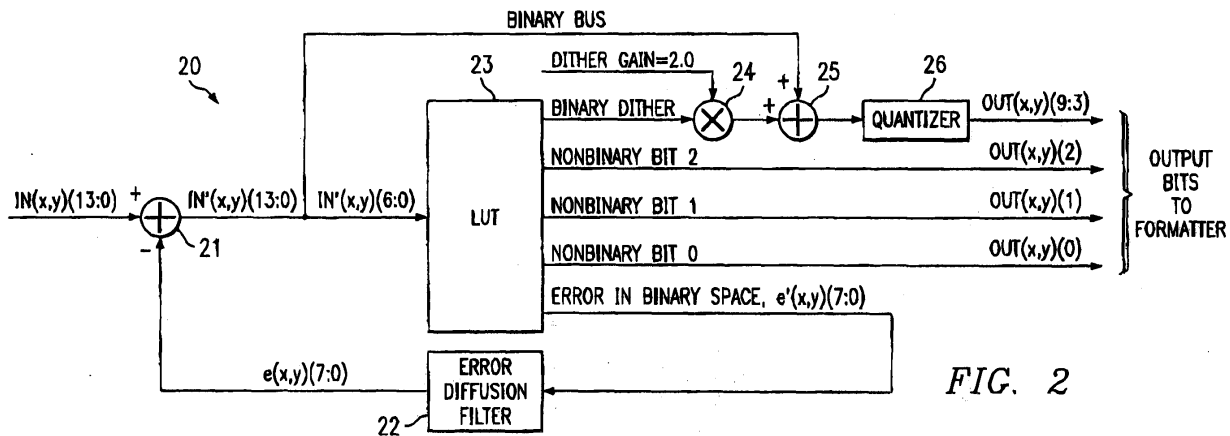 BINARY BUS
20
DITHER GAIN=2.0
23
24
25
26
+
+
BINARY DITHER
QUANTIZER
OUT(x,y)(9:3)
NONBINARY BIT 2
OUT(x,y)(2)
IN(x,y)(13:0)
+
IN"(x,y)(13:0)
IN'(x,y)(6:0)
LUT
NONBINARY BIT 1
OUT(x,y)(1)
OUTPUT
BITS
TO
FORMATTER
-
21
NONBINARY BIT 0
OUT(x,y)(0)
ERROR IN BINARY SPACE, e'(x,y)(7:0)
e(x,y)(7:0)
ERROR
DIFFUSION
FILTER
22
FIG. 2